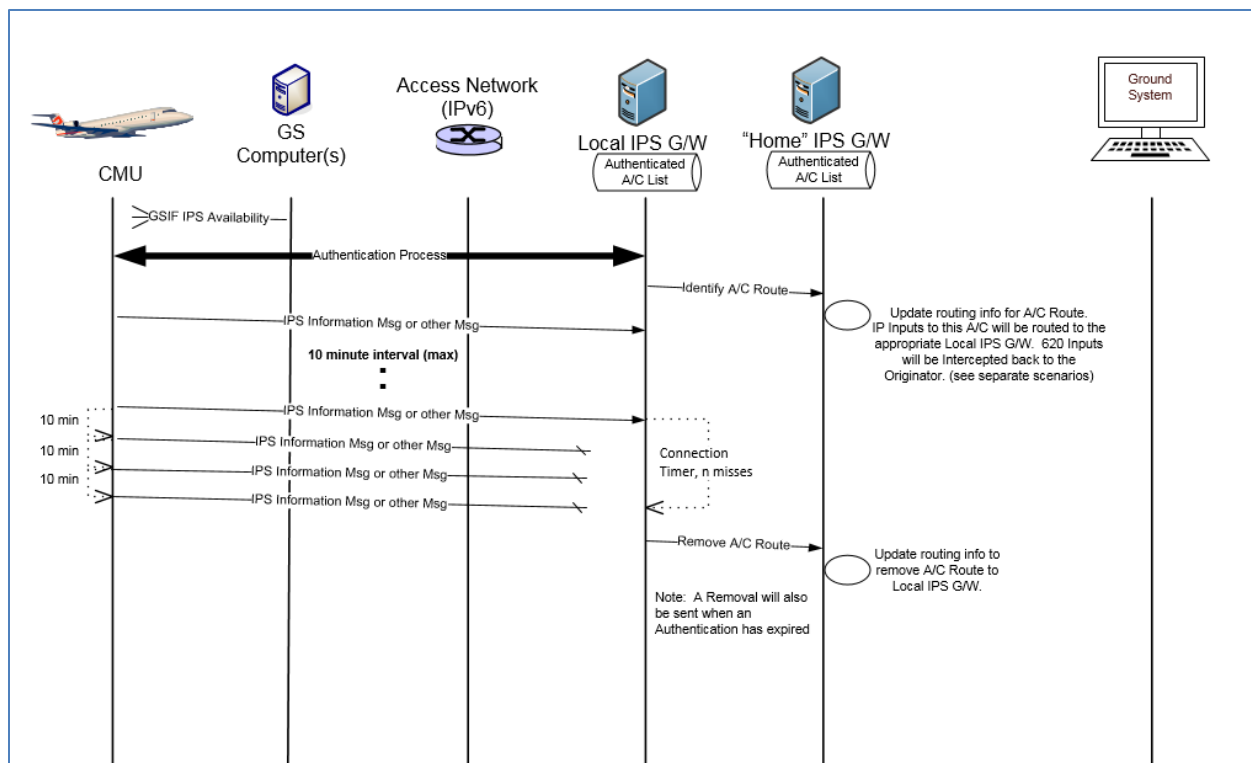 Access Network
(IPv6)
GS
Computer(s)
Local IPS G/W
"Home" IPS G/W
Ground
System
CMU
Authenticated
A/C List
Authenticated
A/C List
GSIF IPS Availability
Authentication Process
Identify A/C Route
Update routing info for A/C Route.
IP Inputs to this A/C will be routed to the
appropriate Local IPS G/W. 620 Inputs
will be Intercepted back to the
Originator. (see separate scenarios)
IPS Information Msg or other Msg
10 minute interval (max)
IPS Information Msg or other Msg
10 min
IPS Information Msg or other Msg
10 min
IPS Information Msg or other Msg
10 min
IPS Information Msg or other Msg
Connection
Timer, n misses
Remove A/C Route
Update routing info to
remove A/C Route to
Local IPS G/W.
Note: A Removal will also
be sent when an
Authentication has expired